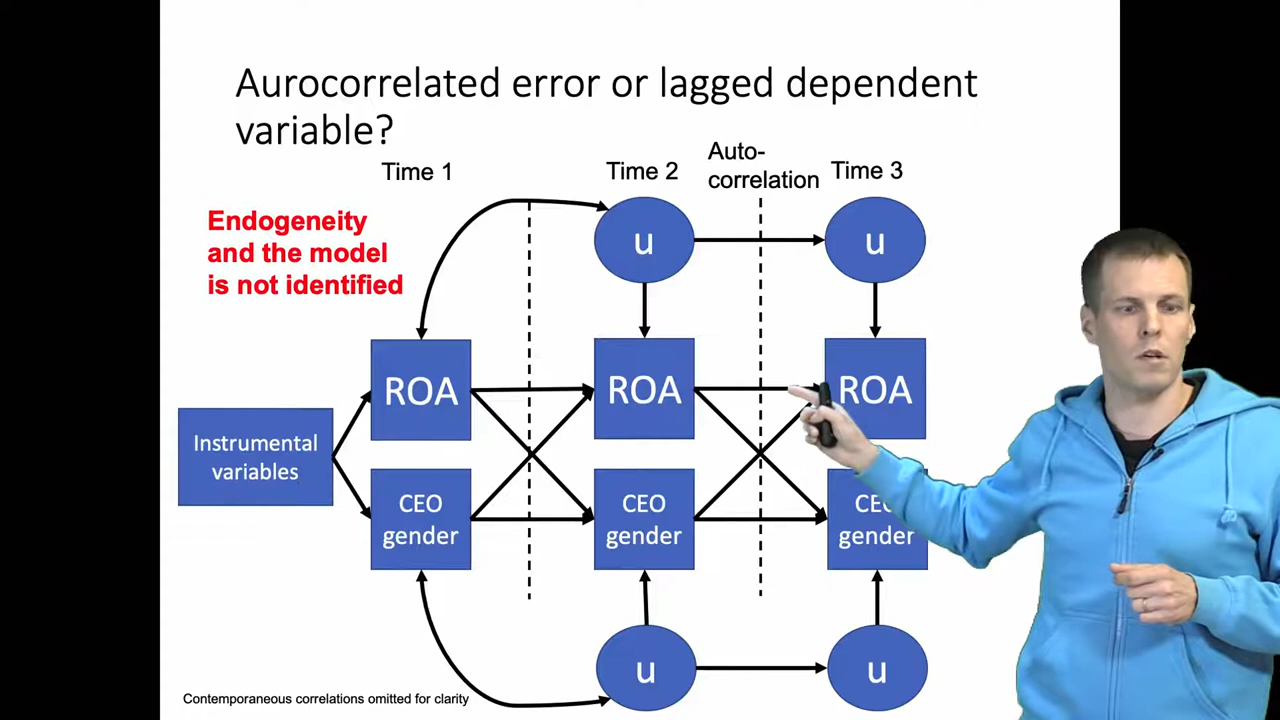 Aurocorrelated error or lagged dependent
variable?
Time 1
Time 2
Auto-
correlation
Time 3
Endogeneity
and the model
is not identified
u
u
ROA
ROA
ROA
Instrumental
variables
CEO
gender
CEO
gender
CEO
gender
u
u
Contemporaneous correlations omitted for clarity